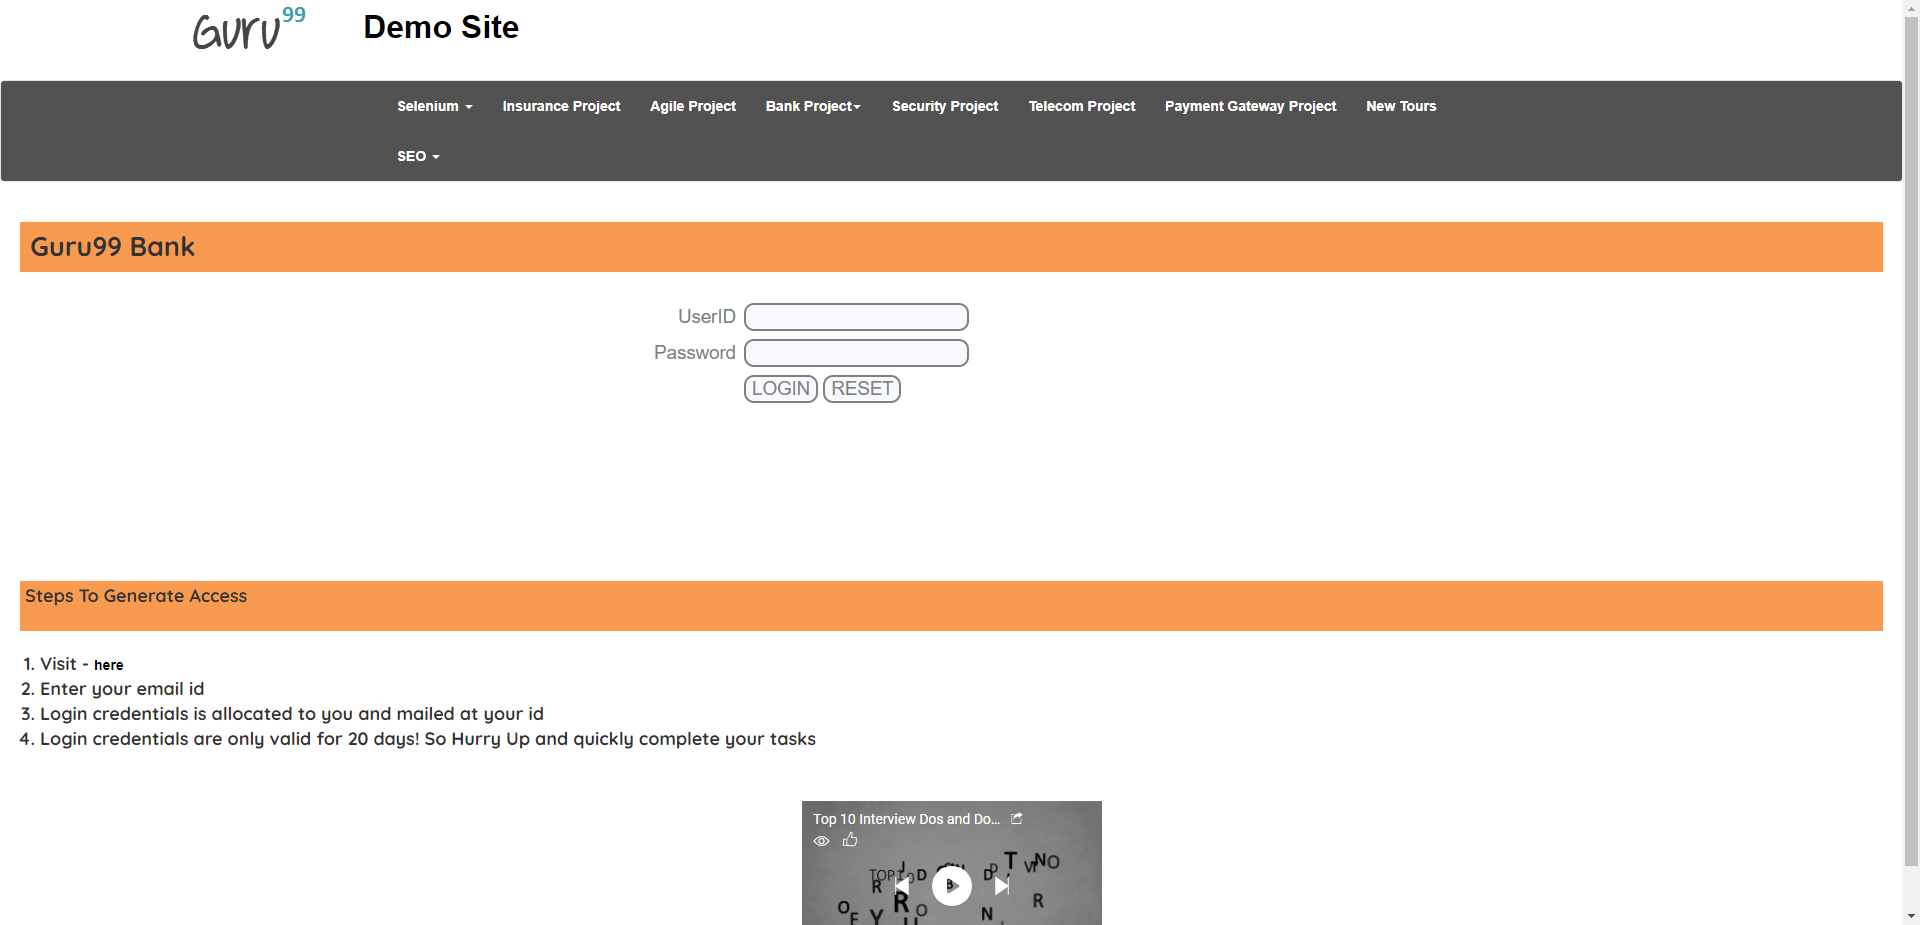 Guru99
Demo Site
Selenium Insurance Project Agile Project Bank Project Security Project Telecom Project Payment Gateway Project New Tours
SEO
Guru99 Bank
UserID
Password
LOGIN RESET
Steps To Generate Access
1. Visit - here
2. Enter your email id
3. Login credentials is allocated to you and mailed at your id
4. Login credentials are only valid for 20 days! So Hurry Up and quickly complete your tasks
Top 10 Interview Dos and Do...